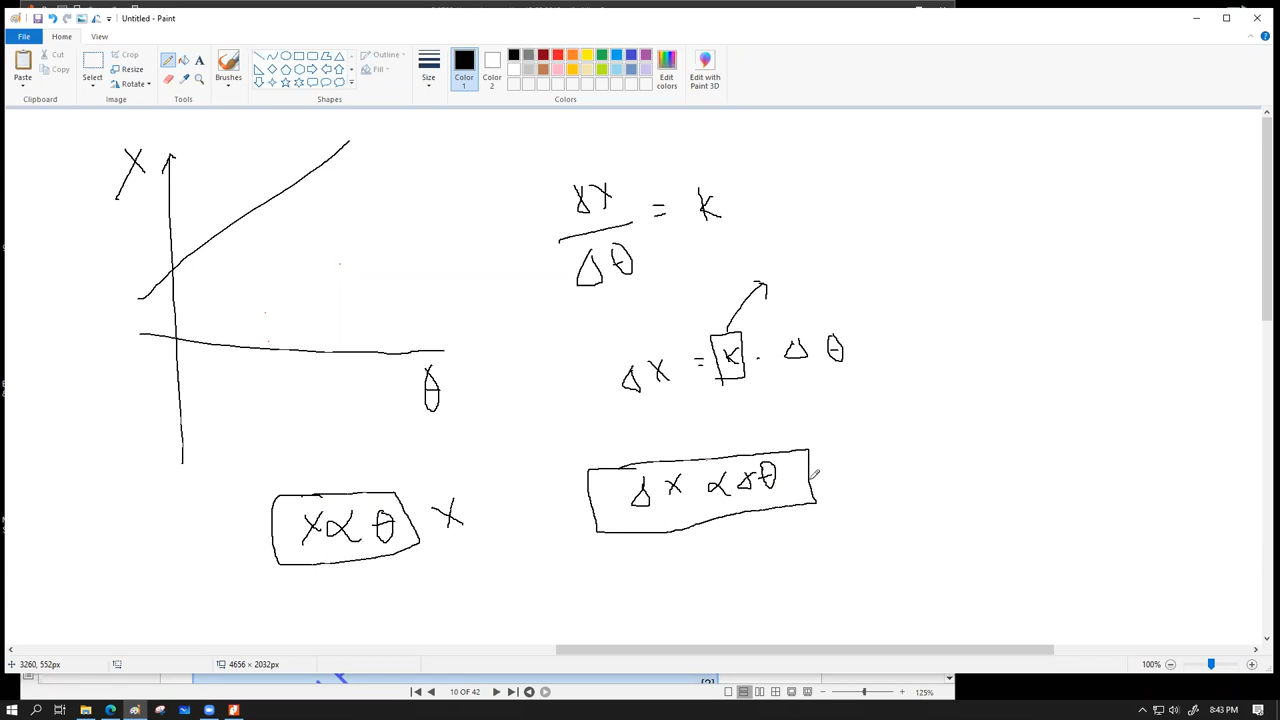 Untitled - Paint
File Home View
Paste
Cut
Copy
Clipboard
Select
Crop
Resize
Rotate
Image
Tools
Brushes
Shapes
Outline
Fill
Size
Color 1
Color 2
Edit colors
Edit with Paint 3D
Colors
X
θ
ΔX
Δθ
= k
ΔX = k . Δθ
ΔX ∝ Δθ
X ∝ θ X
3260, 552px
4656 × 2032px
100%
10 OF 42
125%
8:43 PM